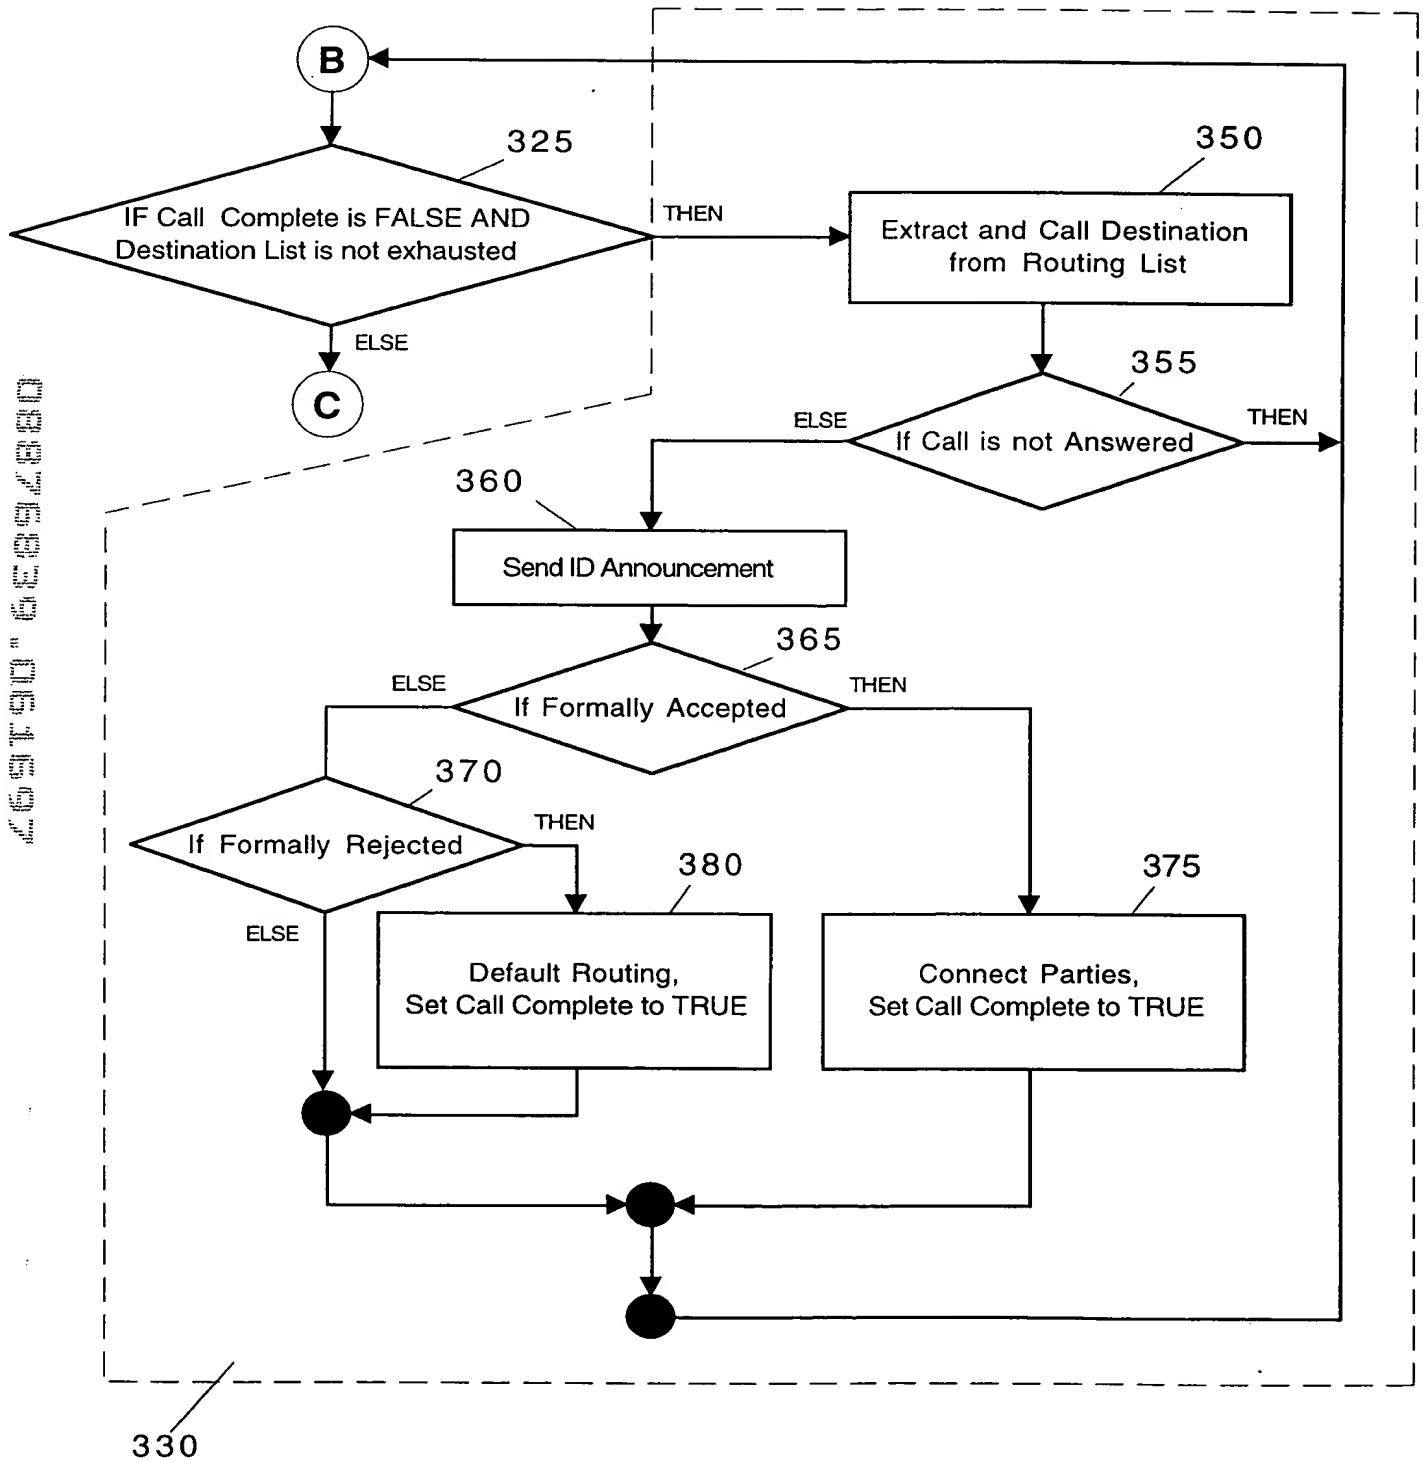 B
325
350
IF Call Complete is FALSE AND
Destination List is not exhausted
THEN
Extract and Call Destination
from Routing List
ELSE
C
355
ELSE
If Call is not Answered
THEN
360
Send ID Announcement
365
ELSE
If Formally Accepted
THEN
370
If Formally Rejected
THEN
380
375
ELSE
Default Routing,
Set Call Complete to TRUE
Connect Parties,
Set Call Complete to TRUE
330
08876839.061697